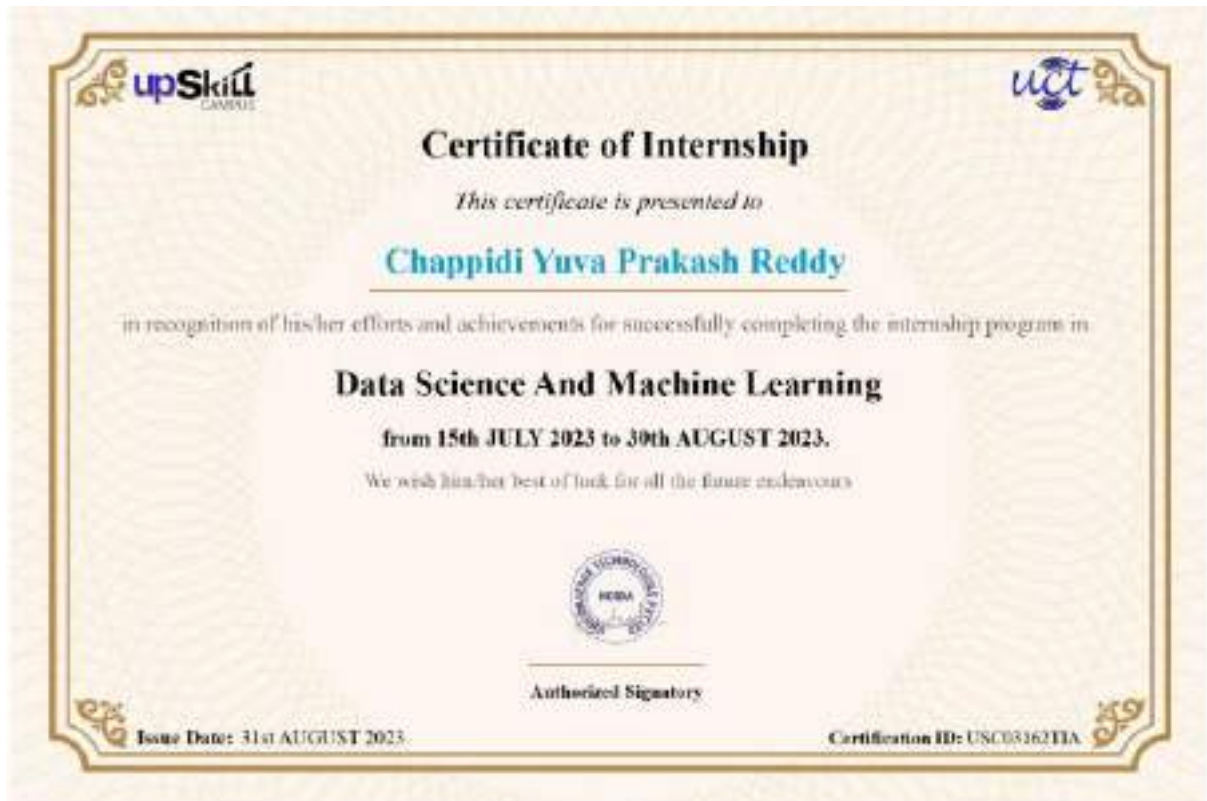 upSkill
CAMPUS
uct
Certificate of Internship
This certificate is presented to
Chappidi Yuva Prakash Reddy
in recognition of his/her efforts and achievements for successfully completing the internship program in
Data Science And Machine Learning
from 15th JULY 2023 to 30th AUGUST 2023.
We wish him/her best of luck for all the future endeavours
NOIDA
Authorized Signatory
Issue Date: 31st AUGUST 2023
Certification ID: